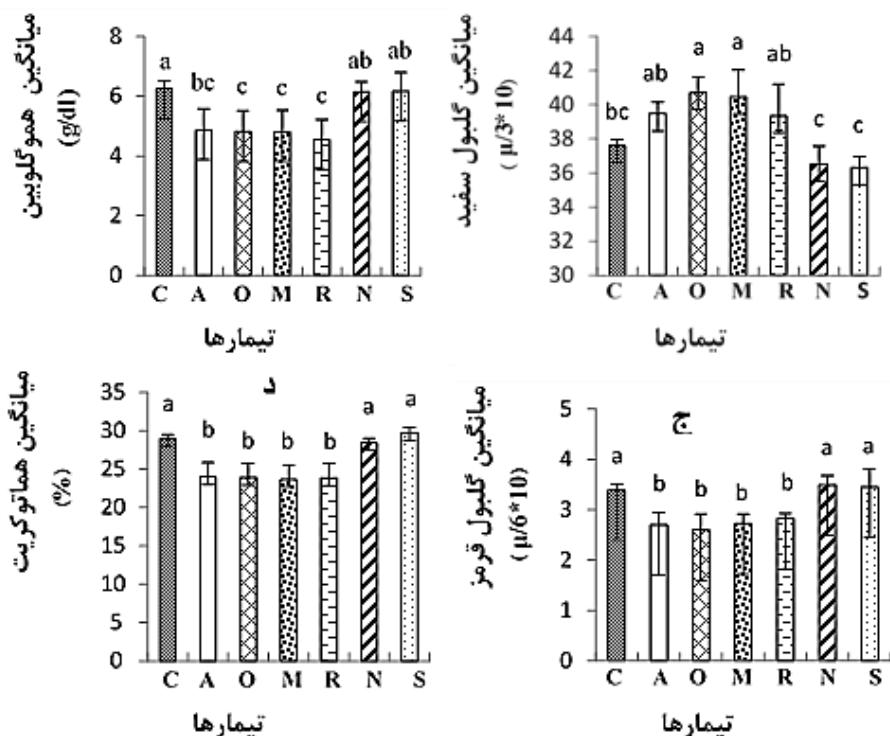 میانگین هموگلوبین
(g/dl)
8
6
4
2
0
a
bc
c
c
c
ab
ab
C A O M R N S
تیمارها
میانگین گلبول سفید
( µ/3*10)
44
42
40
38
36
34
32
30
bc
ab
a
a
ab
c
c
C A O M R N S
تیمارها
د
میانگین هماتوکریت
(%)
35
30
25
20
15
10
5
0
a
b
b
b
b
a
a
C A O M R N S
تیمارها
ج
میانگین گلبول قرمز
( µ/6*10)
5
4
3
2
1
0
a
b
b
b
b
a
a
C A O M R N S
تیمارها